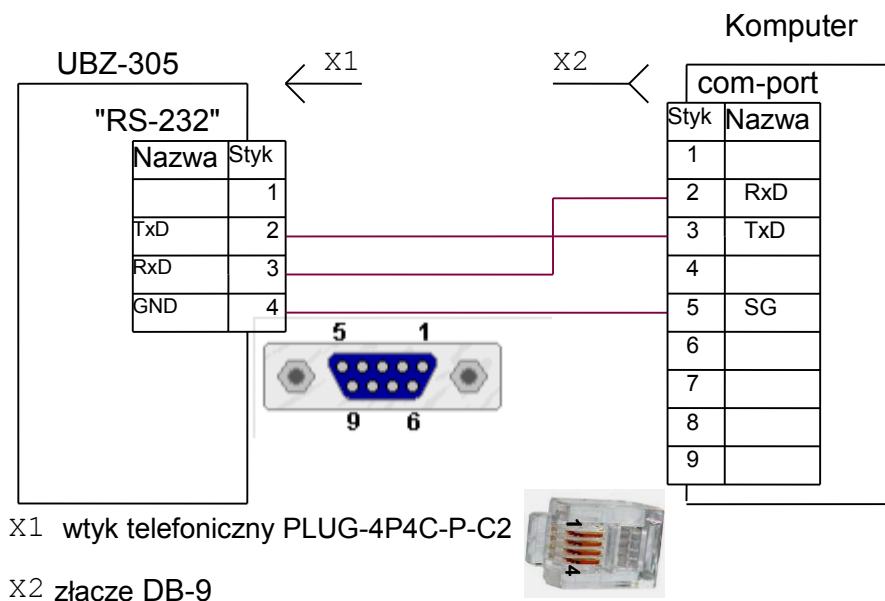 Komputer
UBZ-305
X1
X2
com-port
"RS-232"
Styk Nazwa
Nazwa Styk
1
1
2 RxD
TxD 2
3 TxD
RxD 3
4
GND 4
5 SG
6
7
8
9
5 1
9 6
X1 wtyk telefoniczny PLUG-4P4C-P-C2
1
4
X2 złacze DB-9